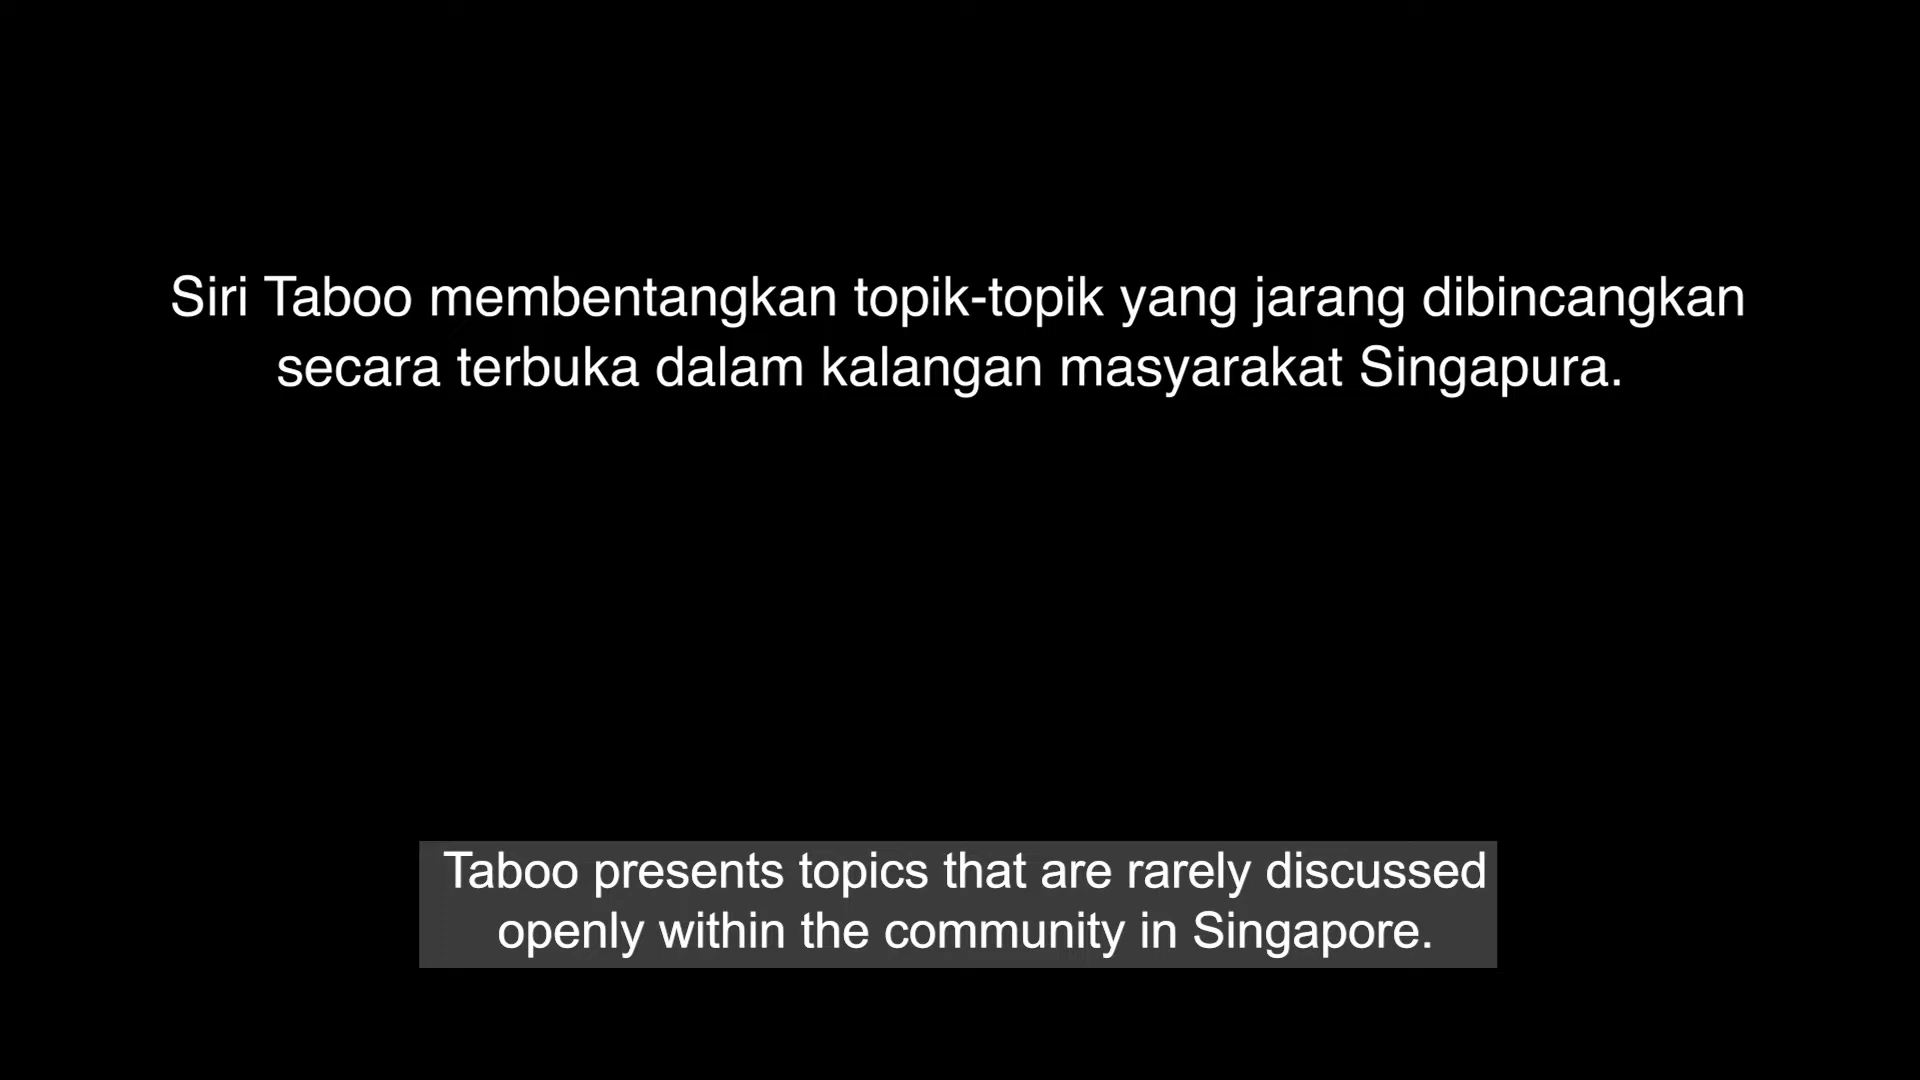 Siri Taboo membentangkan topik-topik yang jarang dibincangkan
secara terbuka dalam kalangan masyarakat Singapura.
Taboo presents topics that are rarely discussed
openly within the community in Singapore.